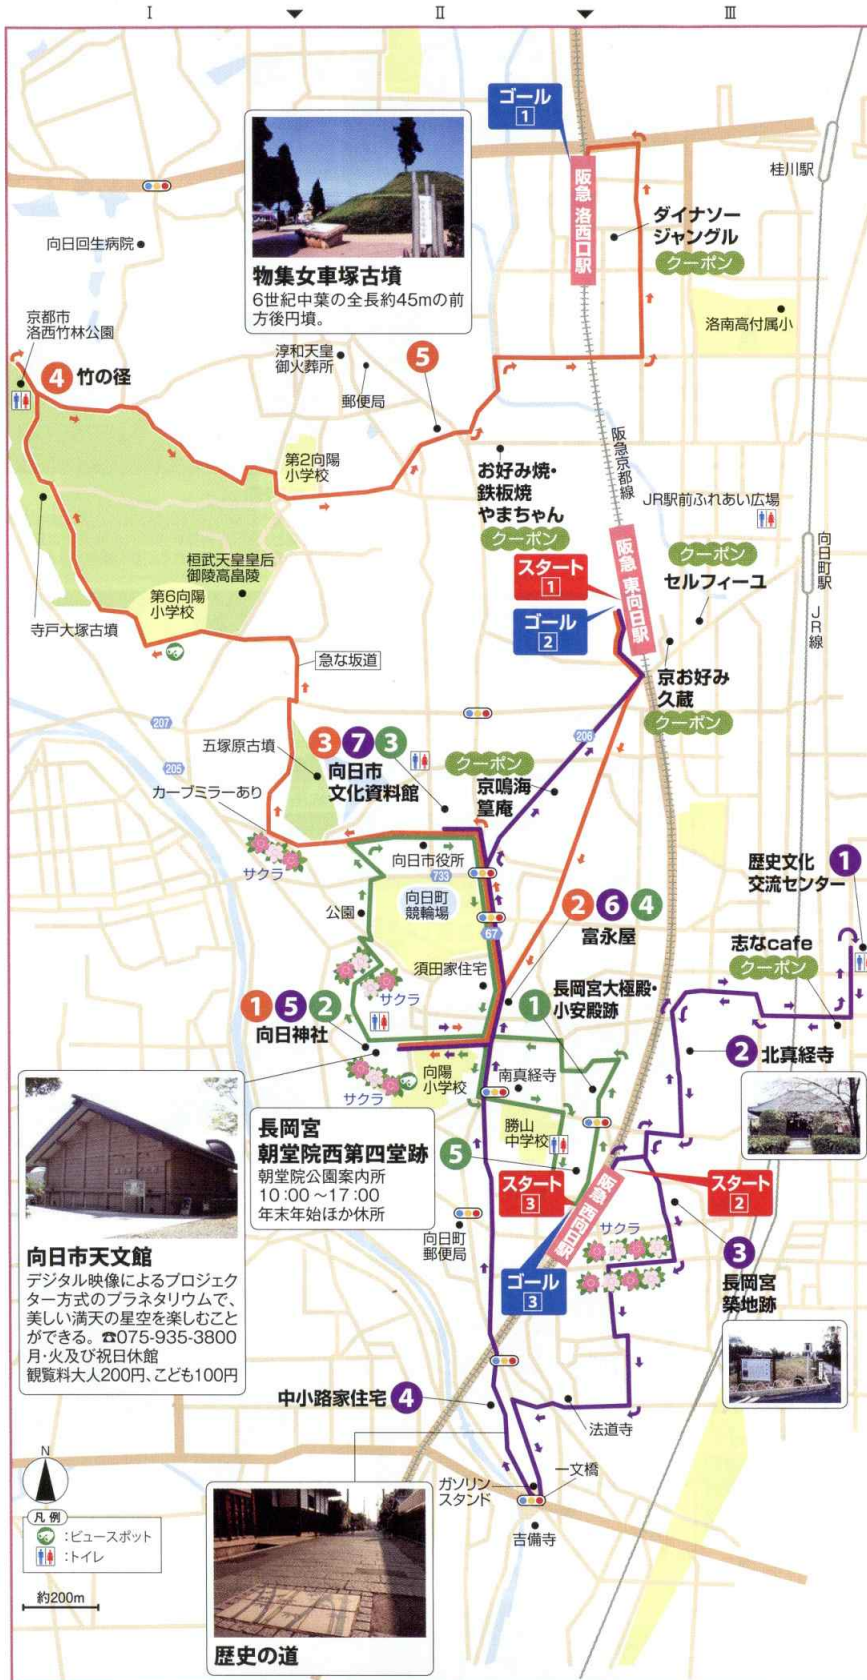 I
II
III
ゴール
1
阪急 洛西口駅
桂川駅
ダイナソー
ジャングル
クーポン
向日回生病院
物集女車塚古墳
6世紀中葉の全長約45mの前
方後円墳。
洛南高付属小
京都市
洛西竹林公園
4 竹の径
淳和天皇
御火葬所
郵便局
5
第2向陽
小学校
お好み焼・
鉄板焼
やまちゃん
クーポン
阪急京都線
JR駅前ふれあい広場
向日町駅
JR線
スタート
1
ゴール
2
阪急 東向日駅
クーポン
セルフィーユ
京お好み
久蔵
クーポン
桓武天皇皇后
御陵高畠陵
第6向陽
小学校
寺戸大塚古墳
急な坂道
207
205
208
五塚原古墳
カーブミラーあり
サクラ
3 7 3
向日市
文化資料館
クーポン
京鳴海
篁庵
向日市役所
733
向日町
競輪場
公園
67
須田家住宅
サクラ
2 6 4
富永屋
歴史文化
交流センター
1
志なcafe
クーポン
1 5 2
向日神社
1
長岡宮大極殿・
小安殿跡
2 北真経寺
サクラ
向陽
小学校
南真経寺
勝山
中学校
5
長岡宮
朝堂院西第四堂跡
朝堂院公園案内所
10:00～17:00
年末年始ほか休所
向日市天文館
デジタル映像によるプロジェク
ター方式のプラネタリウムで、
美しい満天の星空を楽しむこと
ができる。☎075-935-3800
月・火及び祝日休館
観覧料大人200円、こども100円
スタート
3
阪急 西向日駅
スタート
2
ゴール
3
サクラ
向日町
郵便局
3
長岡宮
築地跡
中小路家住宅 4
法道寺
ガソリン
スタンド
一文橋
吉備寺
歴史の道
N
凡例
:ビュースポット
:トイレ
約200m